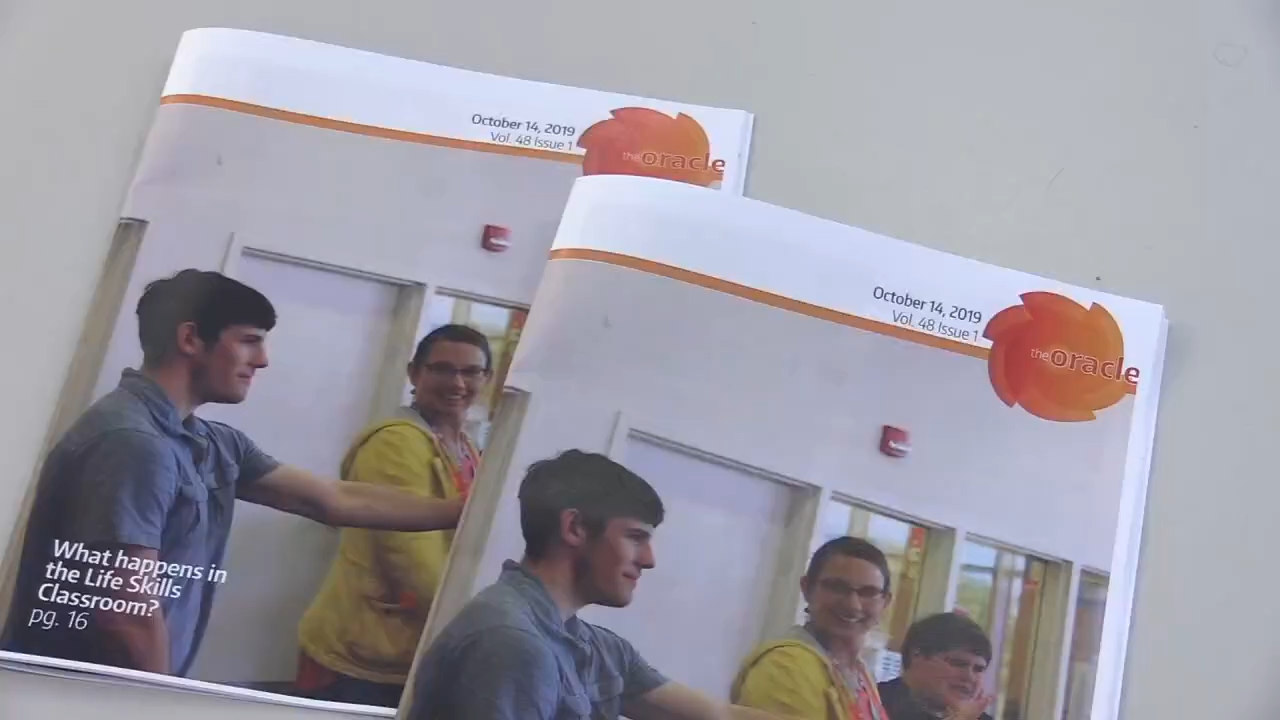 October 14, 2019
Vol. 48 Issue 1
the oracle
What happens in
the Life Skills
Classroom?
pg. 16
October 14, 2019
Vol. 48 Issue 1
the oracle